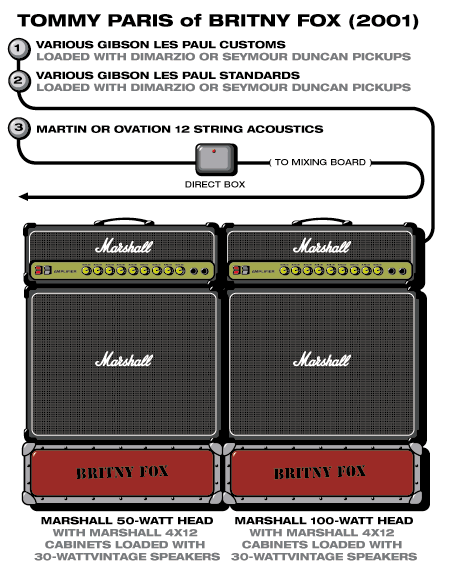 TOMMY PARIS of BRITNY FOX (2001)
1 VARIOUS GIBSON LES PAUL CUSTOMS
LOADED WITH DIMARZIO OR SEYMOUR DUNCAN PICKUPS
2 VARIOUS GIBSON LES PAUL STANDARDS
LOADED WITH DIMARZIO OR SEYMOUR DUNCAN PICKUPS
3 MARTIN OR OVATION 12 STRING ACOUSTICS
( TO MIXING BOARD )
DIRECT BOX
Marshall Marshall
AMPLIFIER AMPLIFIER
Marshall Marshall
BRITNY FOX BRITNY FOX
MARSHALL 50-WATT HEAD
WITH MARSHALL 4X12
CABINETS LOADED WITH
30-WATTVINTAGE SPEAKERS
MARSHALL 100-WATT HEAD
WITH MARSHALL 4X12
CABINETS LOADED WITH
30-WATTVINTAGE SPEAKERS